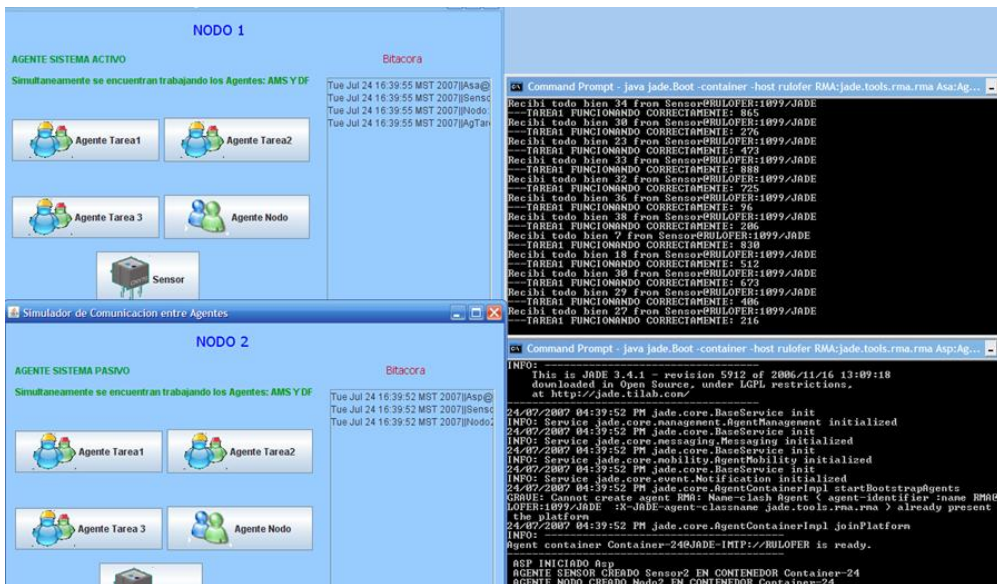 NODO 1
AGENTE SISTEMA ACTIVO
Bitacora
Simultaneamente se encuentran trabajando los Agentes: AMS Y DF
Tue Jul 24 16:39:55 MST 2007||Asa@
Tue Jul 24 16:39:55 MST 2007||Senso
Tue Jul 24 16:39:55 MST 2007||Nodo
Tue Jul 24 16:39:55 MST 2007||AgTare
Agente Tarea1
Agente Tarea2
Agente Tarea 3
Agente Nodo
Sensor
Command Prompt - java jade.Boot -container -host rulofer RMA:jade.tools.rma.rma Asa:Ag...
Recibi todo bien 34 from Sensor@RULOFER:1099/JADE
---TAREA1 FUNCIONANDO CORRECTAMENTE: 865
Recibi todo bien 30 from Sensor@RULOFER:1099/JADE
---TAREA1 FUNCIONANDO CORRECTAMENTE: 276
Recibi todo bien 23 from Sensor@RULOFER:1099/JADE
---TAREA1 FUNCIONANDO CORRECTAMENTE: 473
Recibi todo bien 33 from Sensor@RULOFER:1099/JADE
---TAREA1 FUNCIONANDO CORRECTAMENTE: 888
Recibi todo bien 32 from Sensor@RULOFER:1099/JADE
---TAREA1 FUNCIONANDO CORRECTAMENTE: 725
Recibi todo bien 36 from Sensor@RULOFER:1099/JADE
---TAREA1 FUNCIONANDO CORRECTAMENTE: 96
Recibi todo bien 38 from Sensor@RULOFER:1099/JADE
---TAREA1 FUNCIONANDO CORRECTAMENTE: 206
Recibi todo bien 7 from Sensor@RULOFER:1099/JADE
---TAREA1 FUNCIONANDO CORRECTAMENTE: 830
Recibi todo bien 18 from Sensor@RULOFER:1099/JADE
---TAREA1 FUNCIONANDO CORRECTAMENTE: 512
Recibi todo bien 30 from Sensor@RULOFER:1099/JADE
---TAREA1 FUNCIONANDO CORRECTAMENTE: 673
Recibi todo bien 29 from Sensor@RULOFER:1099/JADE
---TAREA1 FUNCIONANDO CORRECTAMENTE: 406
Recibi todo bien 27 from Sensor@RULOFER:1099/JADE
---TAREA1 FUNCIONANDO CORRECTAMENTE: 216
Simulador de Comunicacion entre Agentes
NODO 2
AGENTE SISTEMA PASIVO
Bitacora
Simultaneamente se encuentran trabajando los Agentes: AMS Y DF
Tue Jul 24 16:39:52 MST 2007||Asp@
Tue Jul 24 16:39:52 MST 2007||Senso
Tue Jul 24 16:39:52 MST 2007||Nodo2
Agente Tarea1
Agente Tarea2
Agente Tarea 3
Agente Nodo
Command Prompt - java jade.Boot -container -host rulofer RMA:jade.tools.rma.rma Asp:Ag...
INFO: ----------------------------------
This is JADE 3.4.1 - revision 5912 of 2006/11/16 13:09:18
downloaded in Open Source, under LGPL restrictions,
at http://jade.tilab.com/
----------------------------------------
24/07/2007 04:39:52 PM jade.core.BaseService init
INFO: Service jade.core.management.AgentManagement initialized
24/07/2007 04:39:52 PM jade.core.BaseService init
INFO: Service jade.core.messaging.Messaging initialized
24/07/2007 04:39:52 PM jade.core.BaseService init
INFO: Service jade.core.mobility.AgentMobility initialized
24/07/2007 04:39:52 PM jade.core.BaseService init
INFO: Service jade.core.event.Notification initialized
24/07/2007 04:39:52 PM jade.core.AgentContainerImpl startBootstrapAgents
GRAVE: Cannot create agent RMA: Name-clash Agent ( agent-identifier :name RMA@
LOFER:1099/JADE :X-JADE-agent-classname jade.tools.rma.rma ) already present
the platform
24/07/2007 04:39:52 PM jade.core.AgentContainerImpl joinPlatform
INFO: ----------------------------------
Agent container Container-24@JADE-IMTP://RULOFER is ready.
----------------------------------------
ASP INICIADO Asp
AGENTE SENSOR CREADO Sensor2 EN CONTENEDOR Container-24
AGENTE NODO CREADO Nodo2 EN CONTENEDOR Container-24